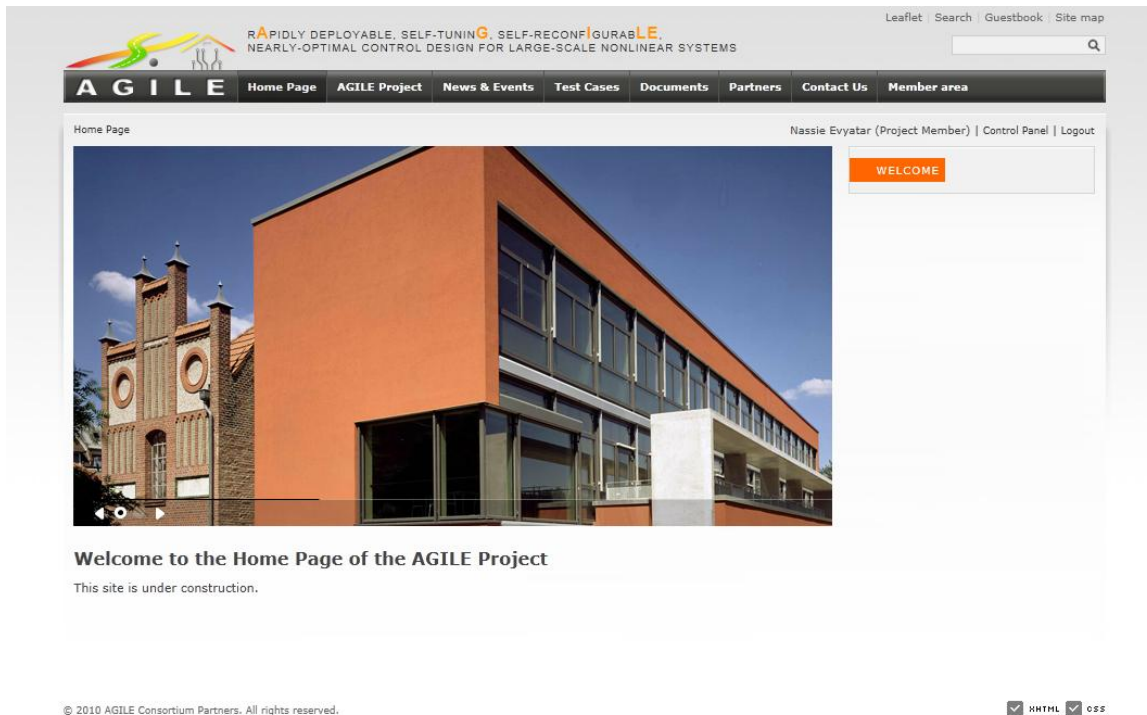 Leaflet | Search | Guestbook | Site map
RAPIDLY DEPLOYABLE, SELF-TUNING, SELF-RECONFIGURABLE,
NEARLY-OPTIMAL CONTROL DESIGN FOR LARGE-SCALE NONLINEAR SYSTEMS
AGILE
Home Page AGILE Project News & Events Test Cases Documents Partners Contact Us Member area
Home Page
Nassie Evyatar (Project Member) | Control Panel | Logout
WELCOME
Welcome to the Home Page of the AGILE Project
This site is under construction.
© 2010 AGILE Consortium Partners. All rights reserved.
XHTML CSS